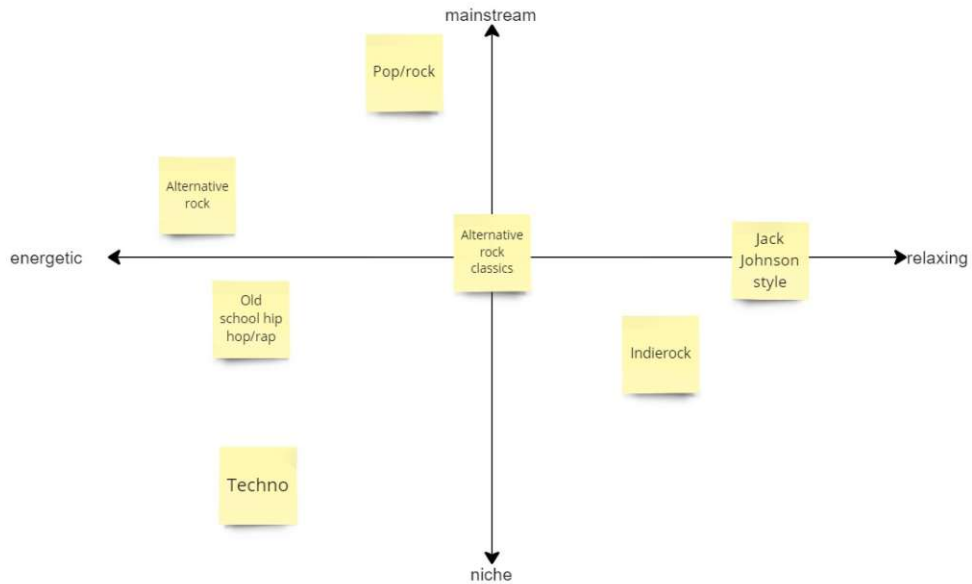 mainstream
Pop/rock
Alternative
rock
energetic
Alternative
rock
classics
Jack
Johnson
style
relaxing
Old
school hip
hop/rap
Indierock
Techno
niche